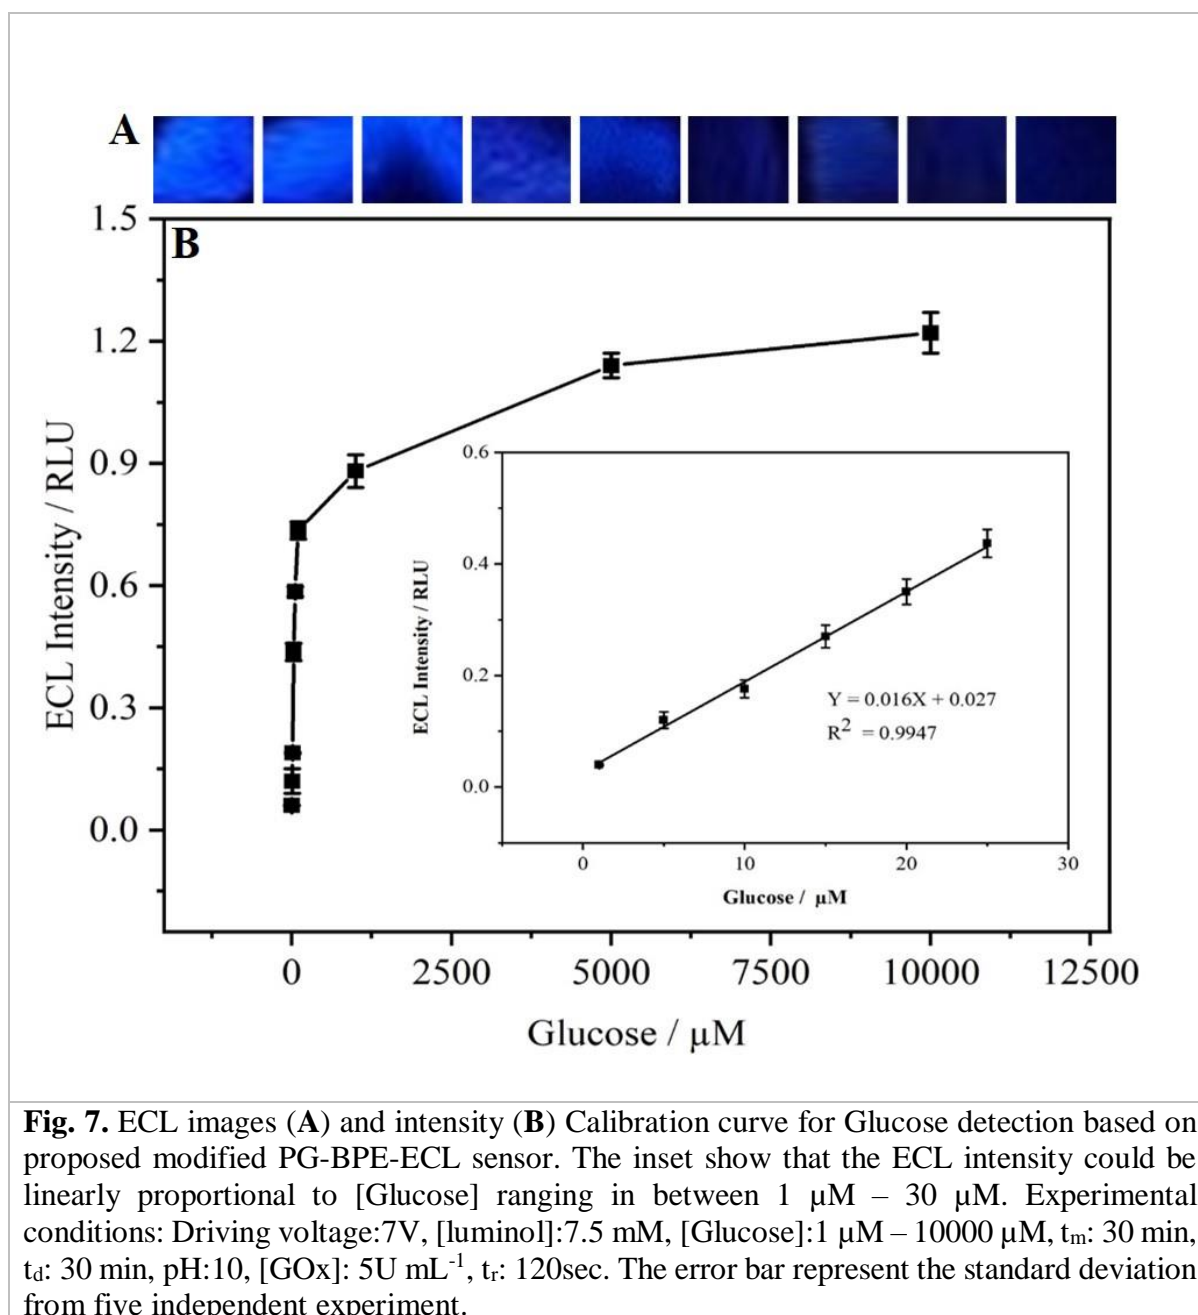 A
B
1.5
1.2
0.9
0.6
0.3
0.0
ECL Intensity / RLU
0.6
0.4
0.2
0.0
ECL Intensity / RLU
Y = 0.016X + 0.027
R² = 0.9947
0 10 20 30
Glucose / µM
0 2500 5000 7500 10000 12500
Glucose / µM
Fig. 7. ECL images (A) and intensity (B) Calibration curve for Glucose detection based on
proposed modified PG-BPE-ECL sensor. The inset show that the ECL intensity could be
linearly proportional to [Glucose] ranging in between 1 µM – 30 µM. Experimental
conditions: Driving voltage:7V, [luminol]:7.5 mM, [Glucose]:1 µM – 10000 µM, tm: 30 min,
td: 30 min, pH:10, [GOx]: 5U mL-1, tr: 120sec. The error bar represent the standard deviation
from five independent experiment.